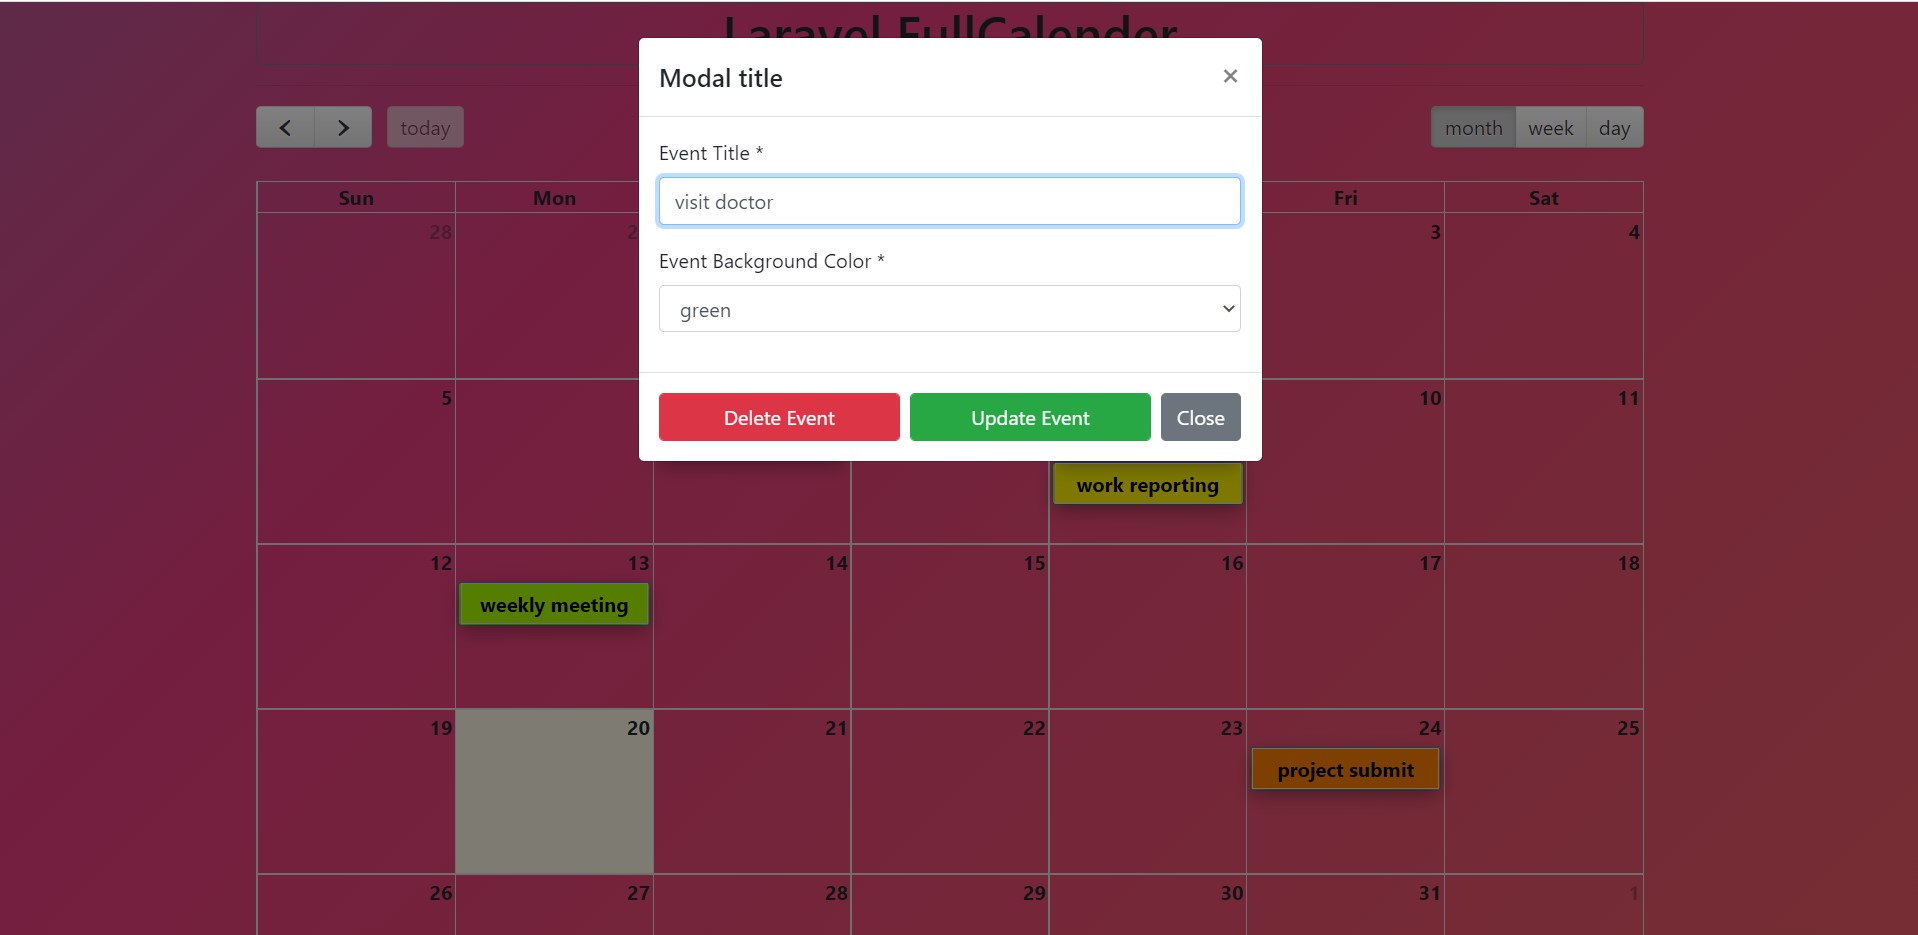 Laravel FullCalender
Modal title ×
today
month week day
Event Title *
visit doctor
Event Background Color *
green
Delete Event Update Event Close
Sun Mon Fri Sat
28 2 3 4
5 10 11
work reporting
12 13 14 15 16 17 18
weekly meeting
19 20 21 22 23 24 25
project submit
26 27 28 29 30 31 1